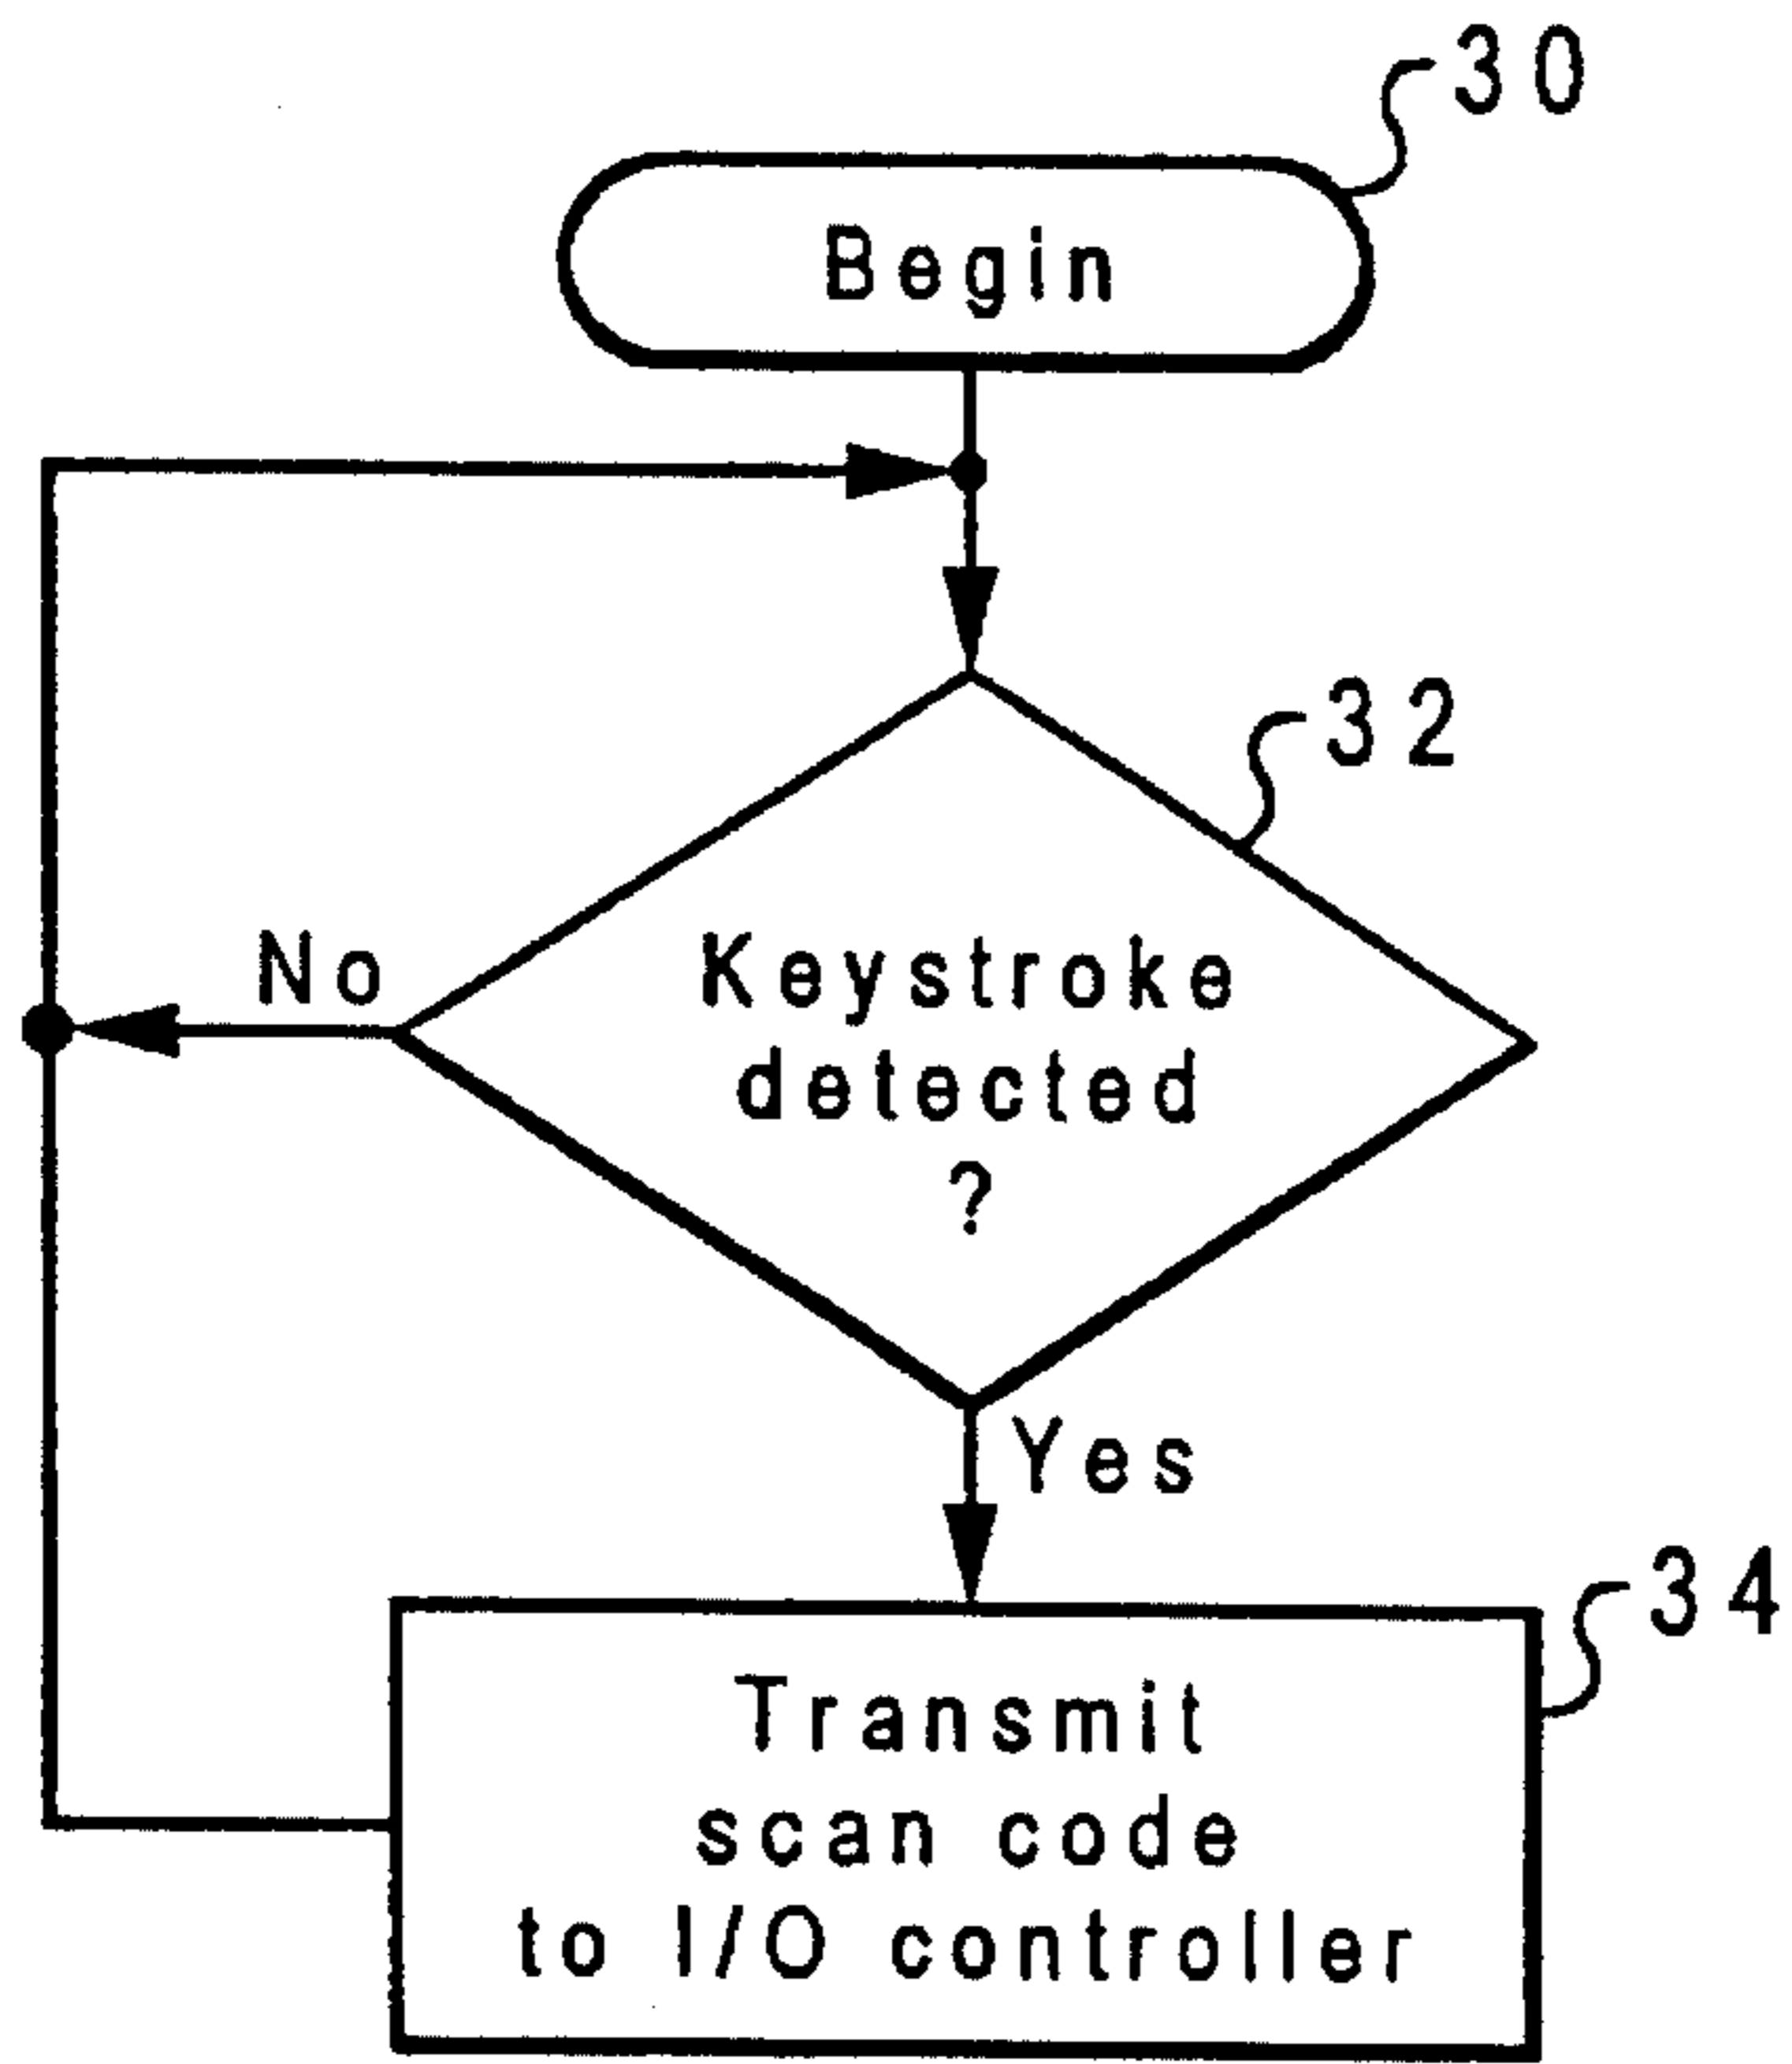 30
Begin
32
No
Keystroke
detected
?
Yes
34
Transmit
scan code
to I/O controller